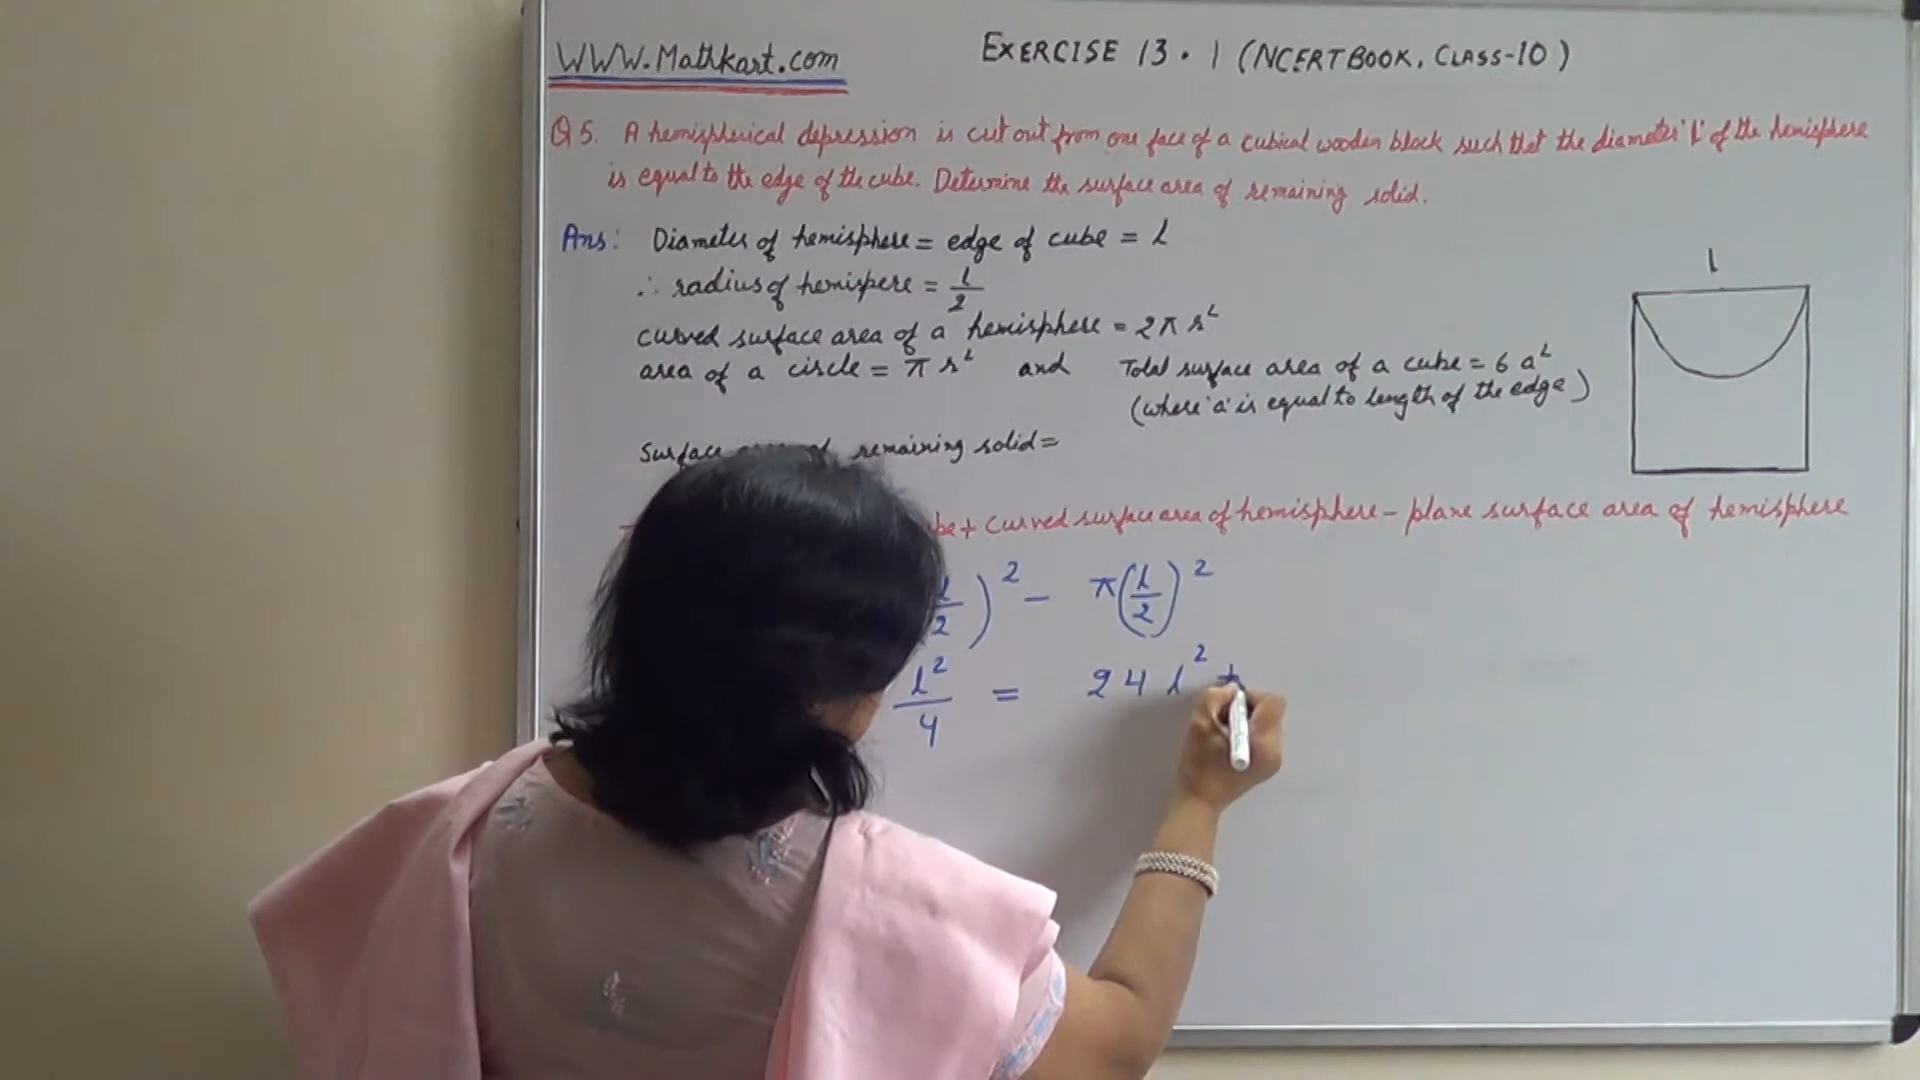 WWW.Mathkart.com
EXERCISE 13.1 (NCERT BOOK, CLASS-10)
Q5. A hemispherical depression is cut out from one face of a cubical wooden block such that the diameter 'l' of the hemisphere
is equal to the edge of the cube. Determine the surface area of remaining solid.
Ans: Diameter of hemisphere = edge of cube = l
∴ radius of hemispere = l/2
curved surface area of a hemisphere = 2πr²
area of a circle = πr² and Total surface area of a cube = 6a²
(where 'a' is equal to length of the edge)
l
Surface of remaining solid =
+ curved surface area of hemisphere - plane surface area of hemisphere
/2)² - π(l/2)²
l²/4 = 24 l² +